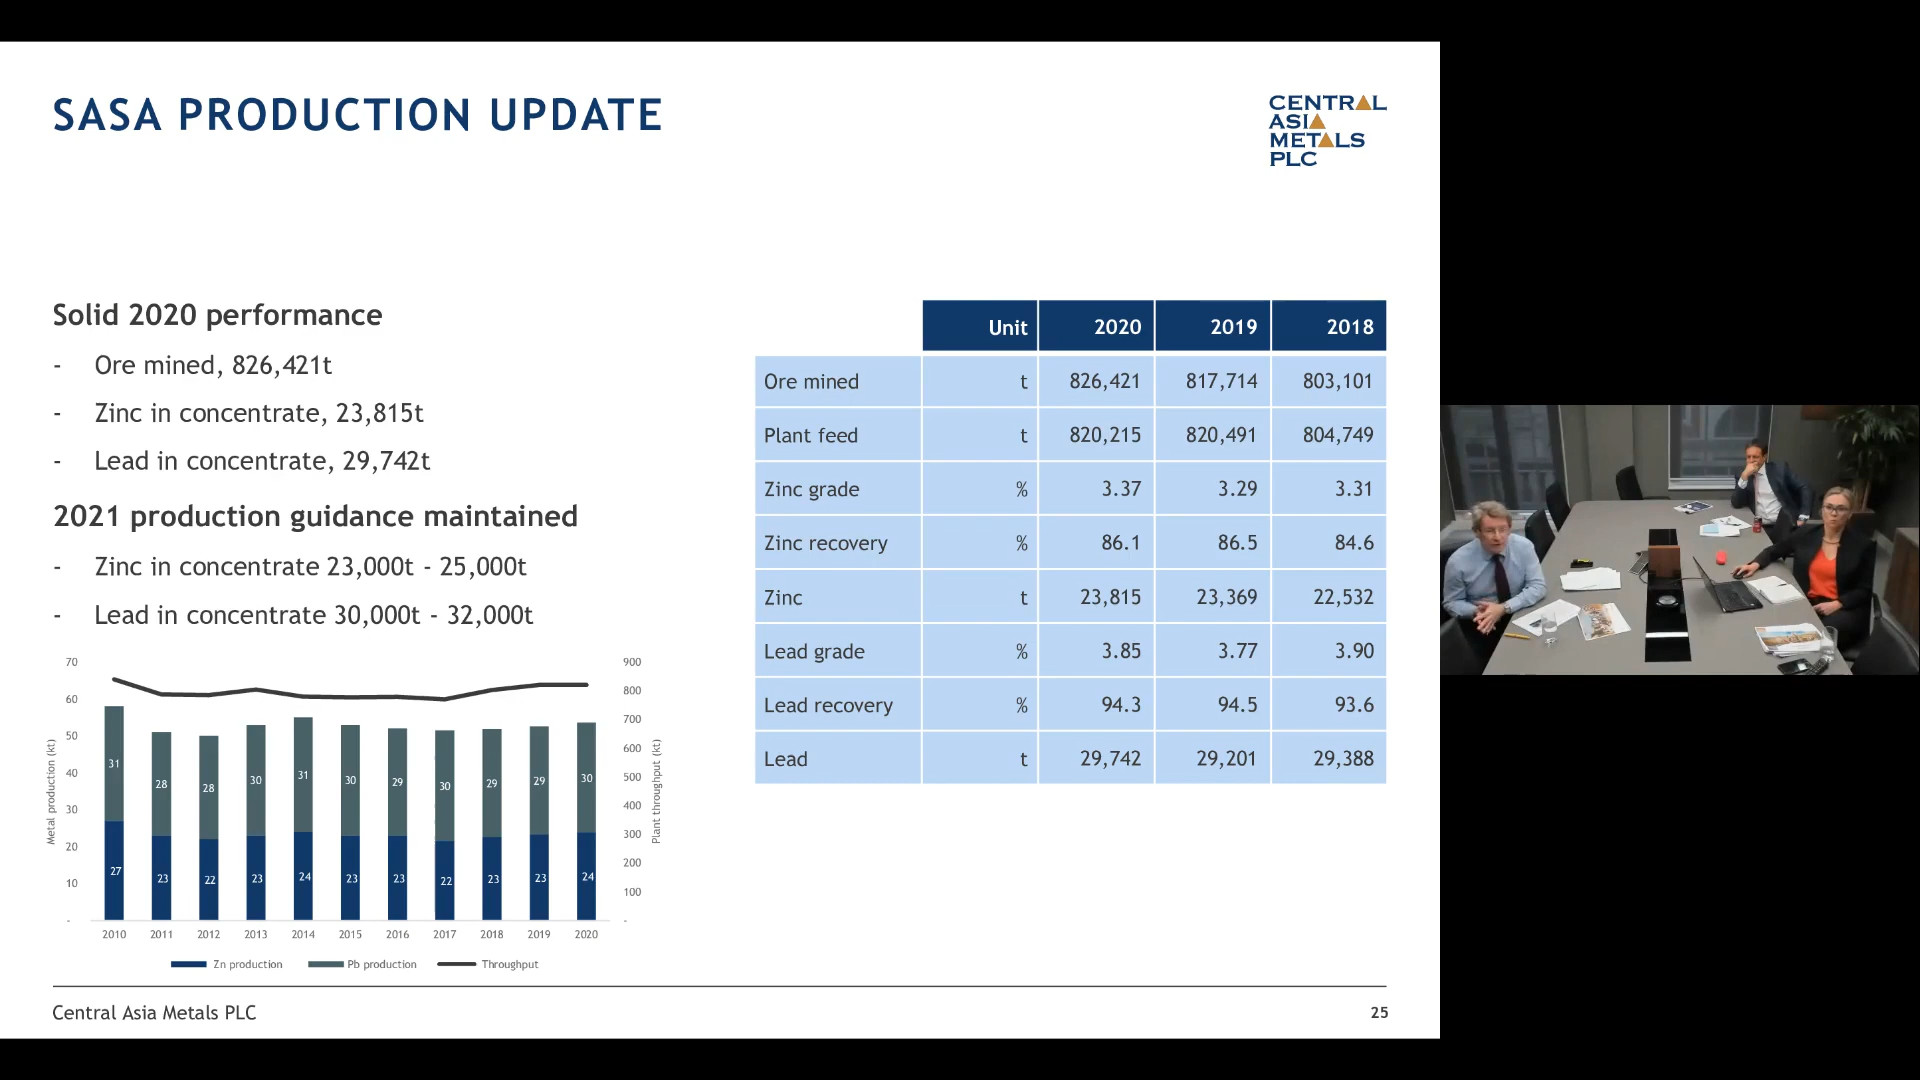 SASA PRODUCTION UPDATE
CENTRAL
ASIA
METALS
PLC
Solid 2020 performance
- Ore mined, 826,421t
- Zinc in concentrate, 23,815t
- Lead in concentrate, 29,742t
2021 production guidance maintained
- Zinc in concentrate 23,000t - 25,000t
- Lead in concentrate 30,000t - 32,000t
Unit 2020 2019 2018
Ore mined t 826,421 817,714 803,101
Plant feed t 820,215 820,491 804,749
Zinc grade % 3.37 3.29 3.31
Zinc recovery % 86.1 86.5 84.6
Zinc t 23,815 23,369 22,532
Lead grade % 3.85 3.77 3.90
Lead recovery % 94.3 94.5 93.6
Lead t 29,742 29,201 29,388
Metal production (kt)
70
60
50
40
30
20
10
-
31 28 28 30 31 30 29 30 29 29 30
27 23 22 23 24 23 23 22 23 23 24
900
800
700
600
500
400
300
200
100
-
Plant throughput (kt)
2010 2011 2012 2013 2014 2015 2016 2017 2018 2019 2020
Zn production Pb production Throughput
Central Asia Metals PLC
25